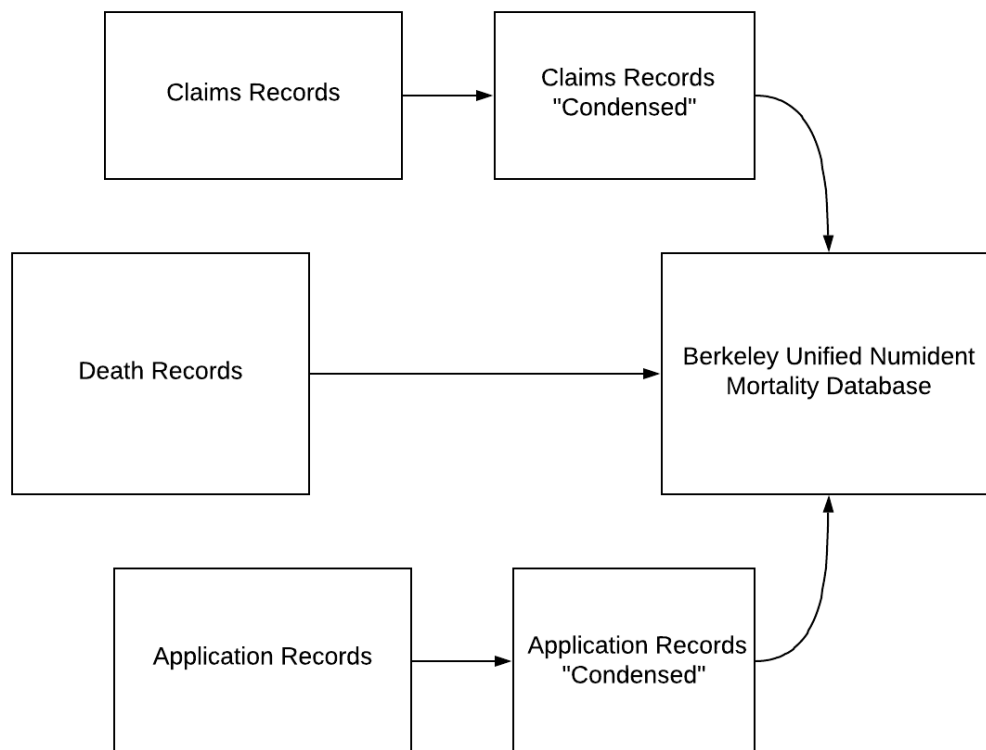 Claims Records
Claims Records
"Condensed"
Death Records
Berkeley Unified Numident
Mortality Database
Application Records
Application Records
"Condensed"